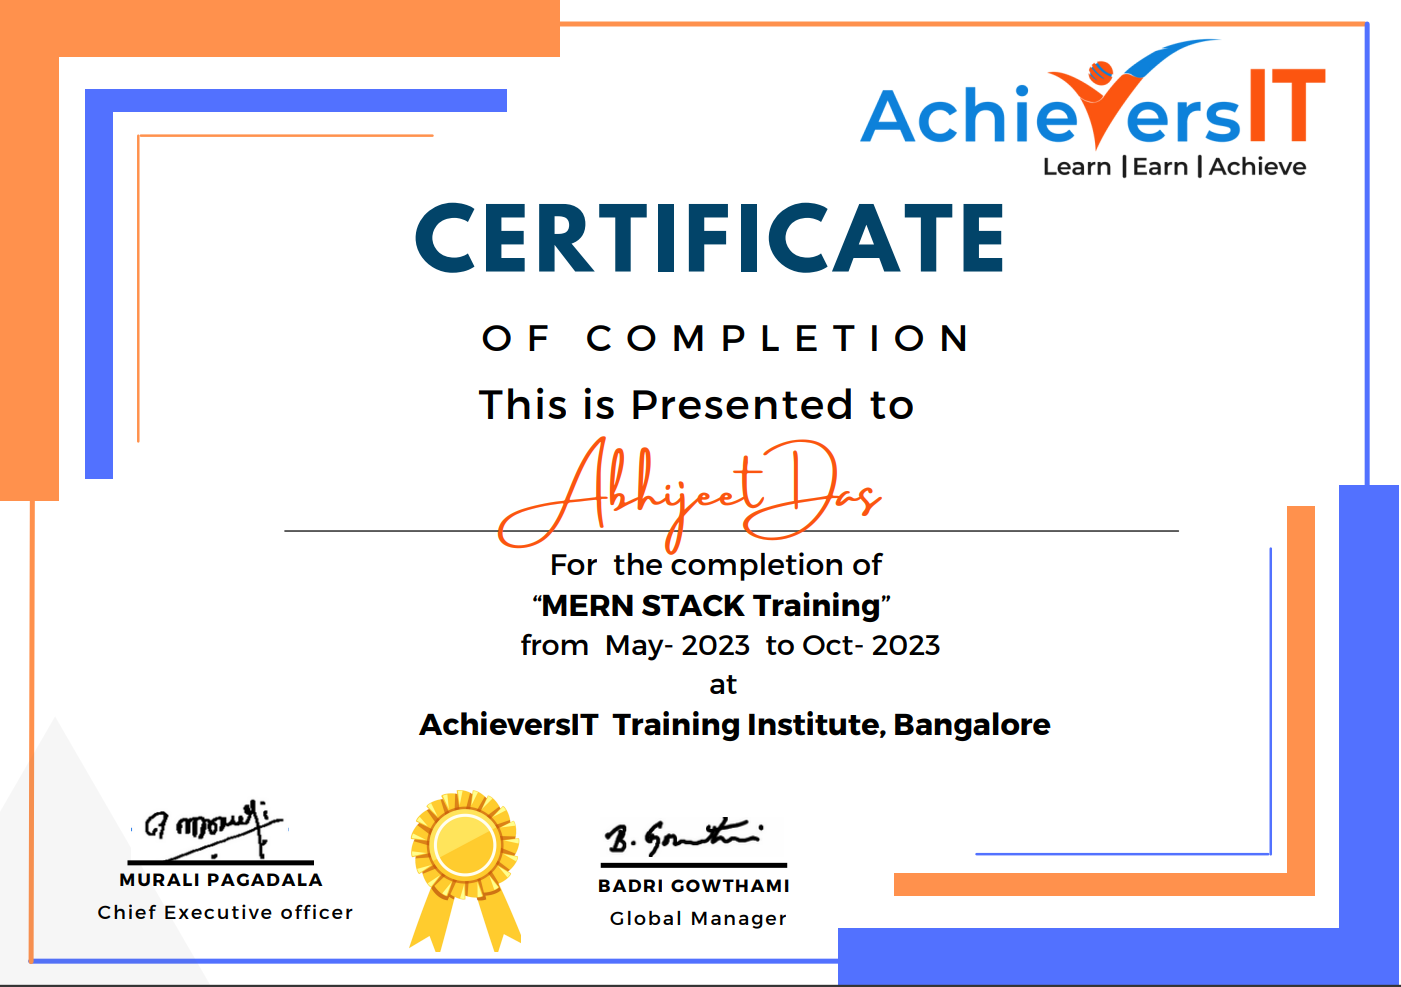 AchieversIT
Learn | Earn | Achieve
CERTIFICATE
OF COMPLETION
This is Presented to
Abhijeet Das
For the completion of
“MERN STACK Training”
from May- 2023 to Oct- 2023
at
AchieversIT Training Institute, Bangalore
MURALI PAGADALA
Chief Executive officer
B. Gowthami
BADRI GOWTHAMI
Global Manager